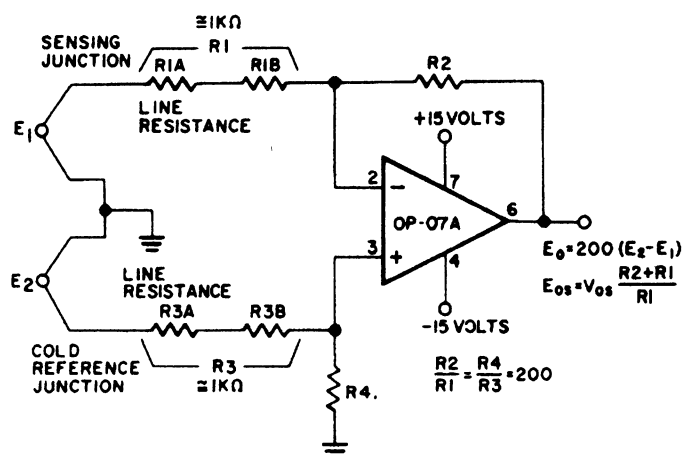 ≅1KΩ
R1
SENSING
JUNCTION
R1A
R1B
R2
LINE
RESISTANCE
+15 VOLTS
E1
2
−
7
OP-07A
6
3
+
4
E0=200 (E2−E1)
E2
LINE
RESISTANCE
R3A
R3B
EOS=VOS R2+R1
R1
-15 VOLTS
COLD
REFERENCE
JUNCTION
R3
≅1KΩ
R4.
R2/R1 = R4/R3 = 200